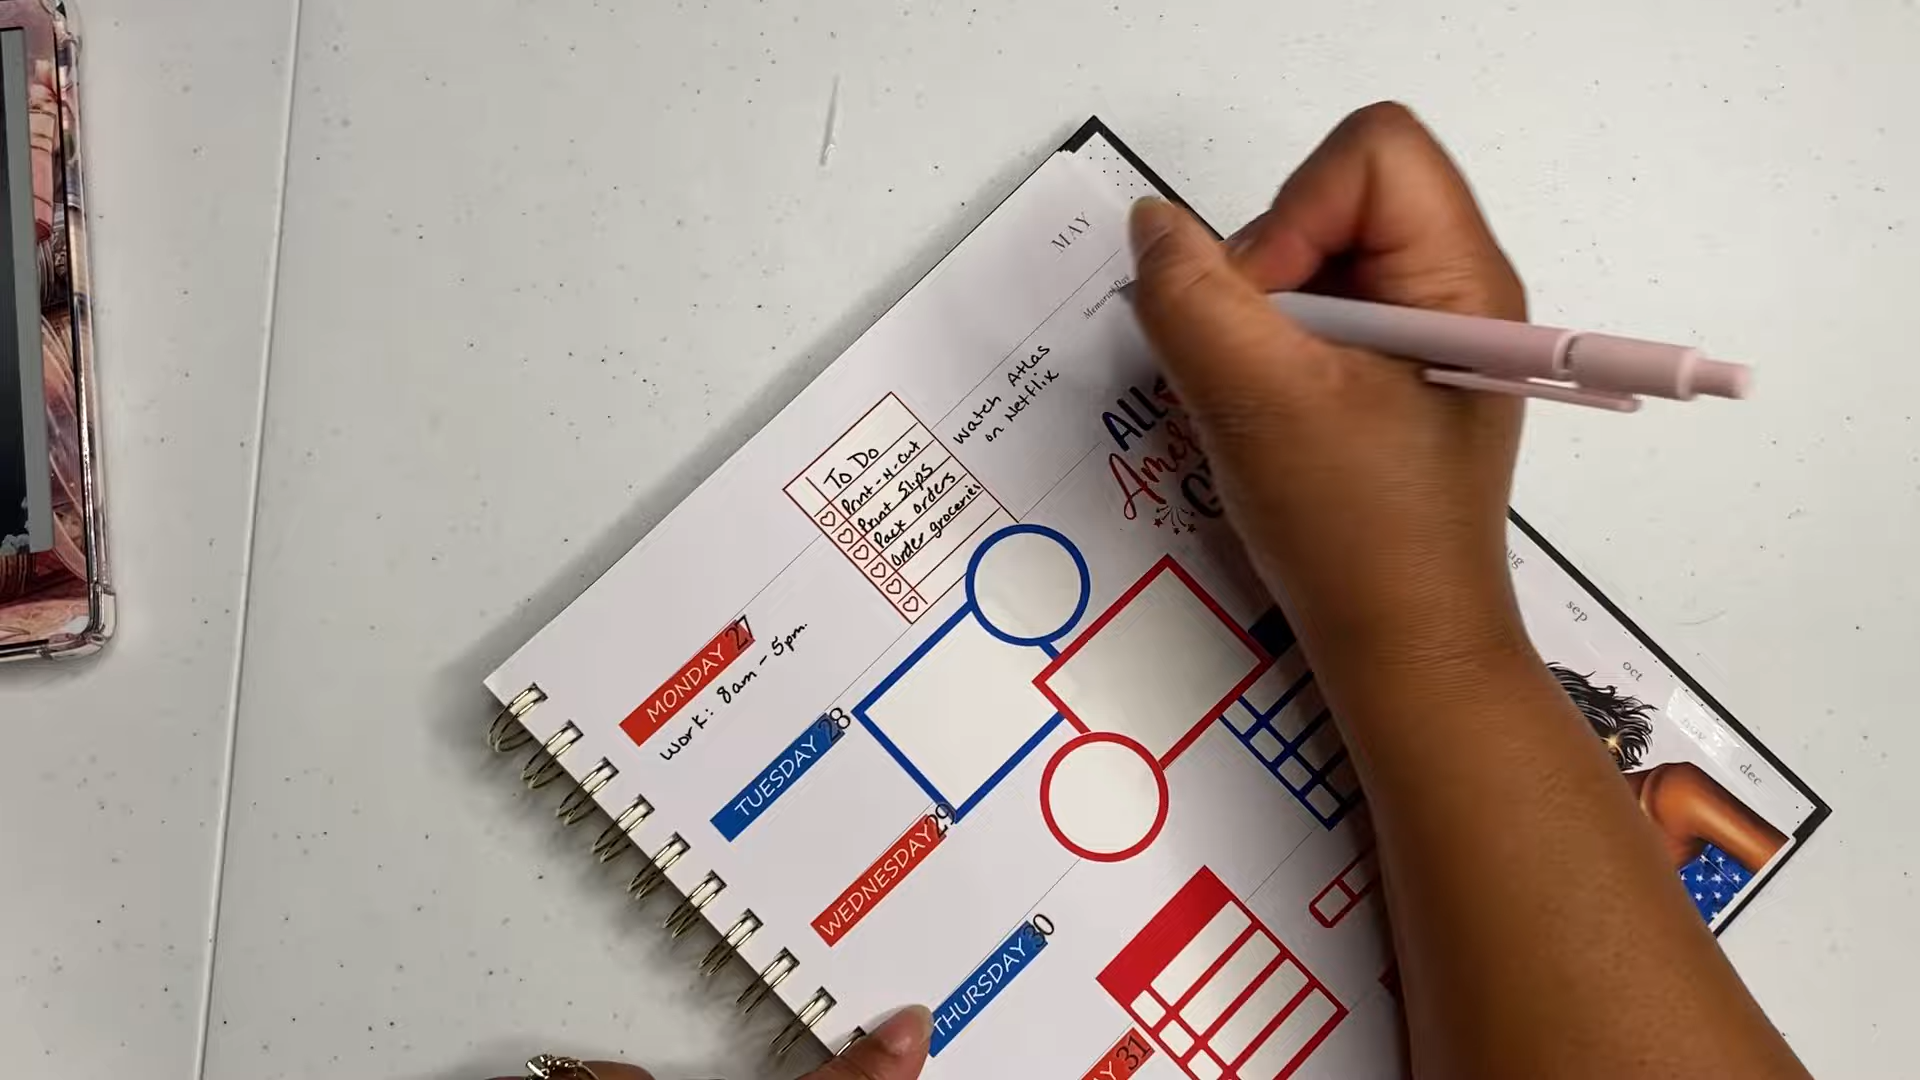 MAY
Memorial Day
Watch Atlas
on Netflix
ALL
To Do
Print-N-Cut
Print Slips
Pack orders
Order groceries
MONDAY 27
Work: 8am - 5pm.
TUESDAY 28
WEDNESDAY 29
THURSDAY 30
31
sep
oct
nov
dec